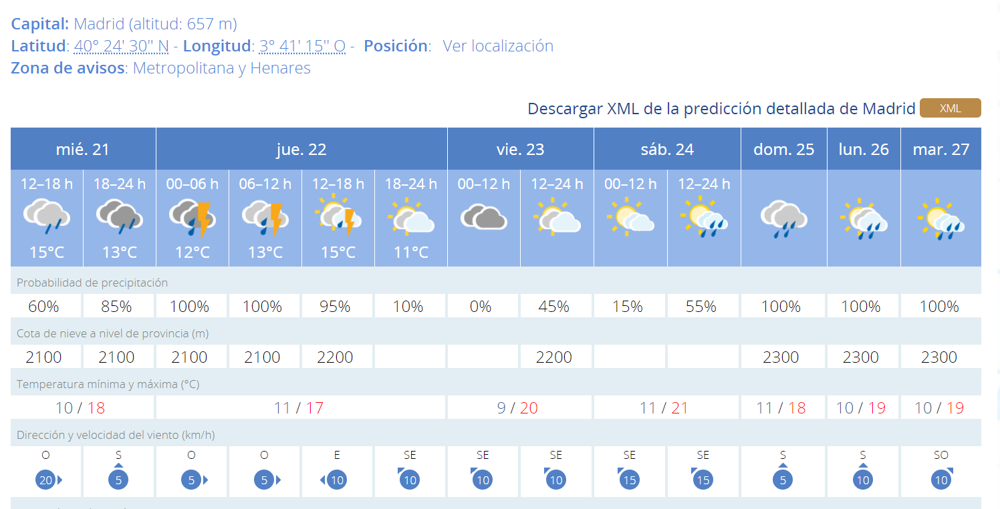 Capital: Madrid (altitud: 657 m)
Latitud: 40° 24' 30'' N - Longitud: 3° 41' 15'' O - Posición: Ver localización
Zona de avisos: Metropolitana y Henares
Descargar XML de la predicción detallada de Madrid XML
mié. 21 jue. 22 vie. 23 sáb. 24 dom. 25 lun. 26 mar. 27
12–18 h 18–24 h 00–06 h 06–12 h 12–18 h 18–24 h 00–12 h 12–24 h 00–12 h 12–24 h
15°C 13°C 12°C 13°C 15°C 11°C
Probabilidad de precipitación
60% 85% 100% 100% 95% 10% 0% 45% 15% 55% 100% 100% 100%
Cota de nieve a nivel de provincia (m)
2100 2100 2100 2100 2200 2200 2300 2300 2300
Temperatura mínima y máxima (°C)
10 / 18 11 / 17 9 / 20 11 / 21 11 / 18 10 / 19 10 / 19
Dirección y velocidad del viento (km/h)
O S O O E SE SE SE SE SE S S SO
20 5 5 5 10 10 10 10 15 15 5 10 10